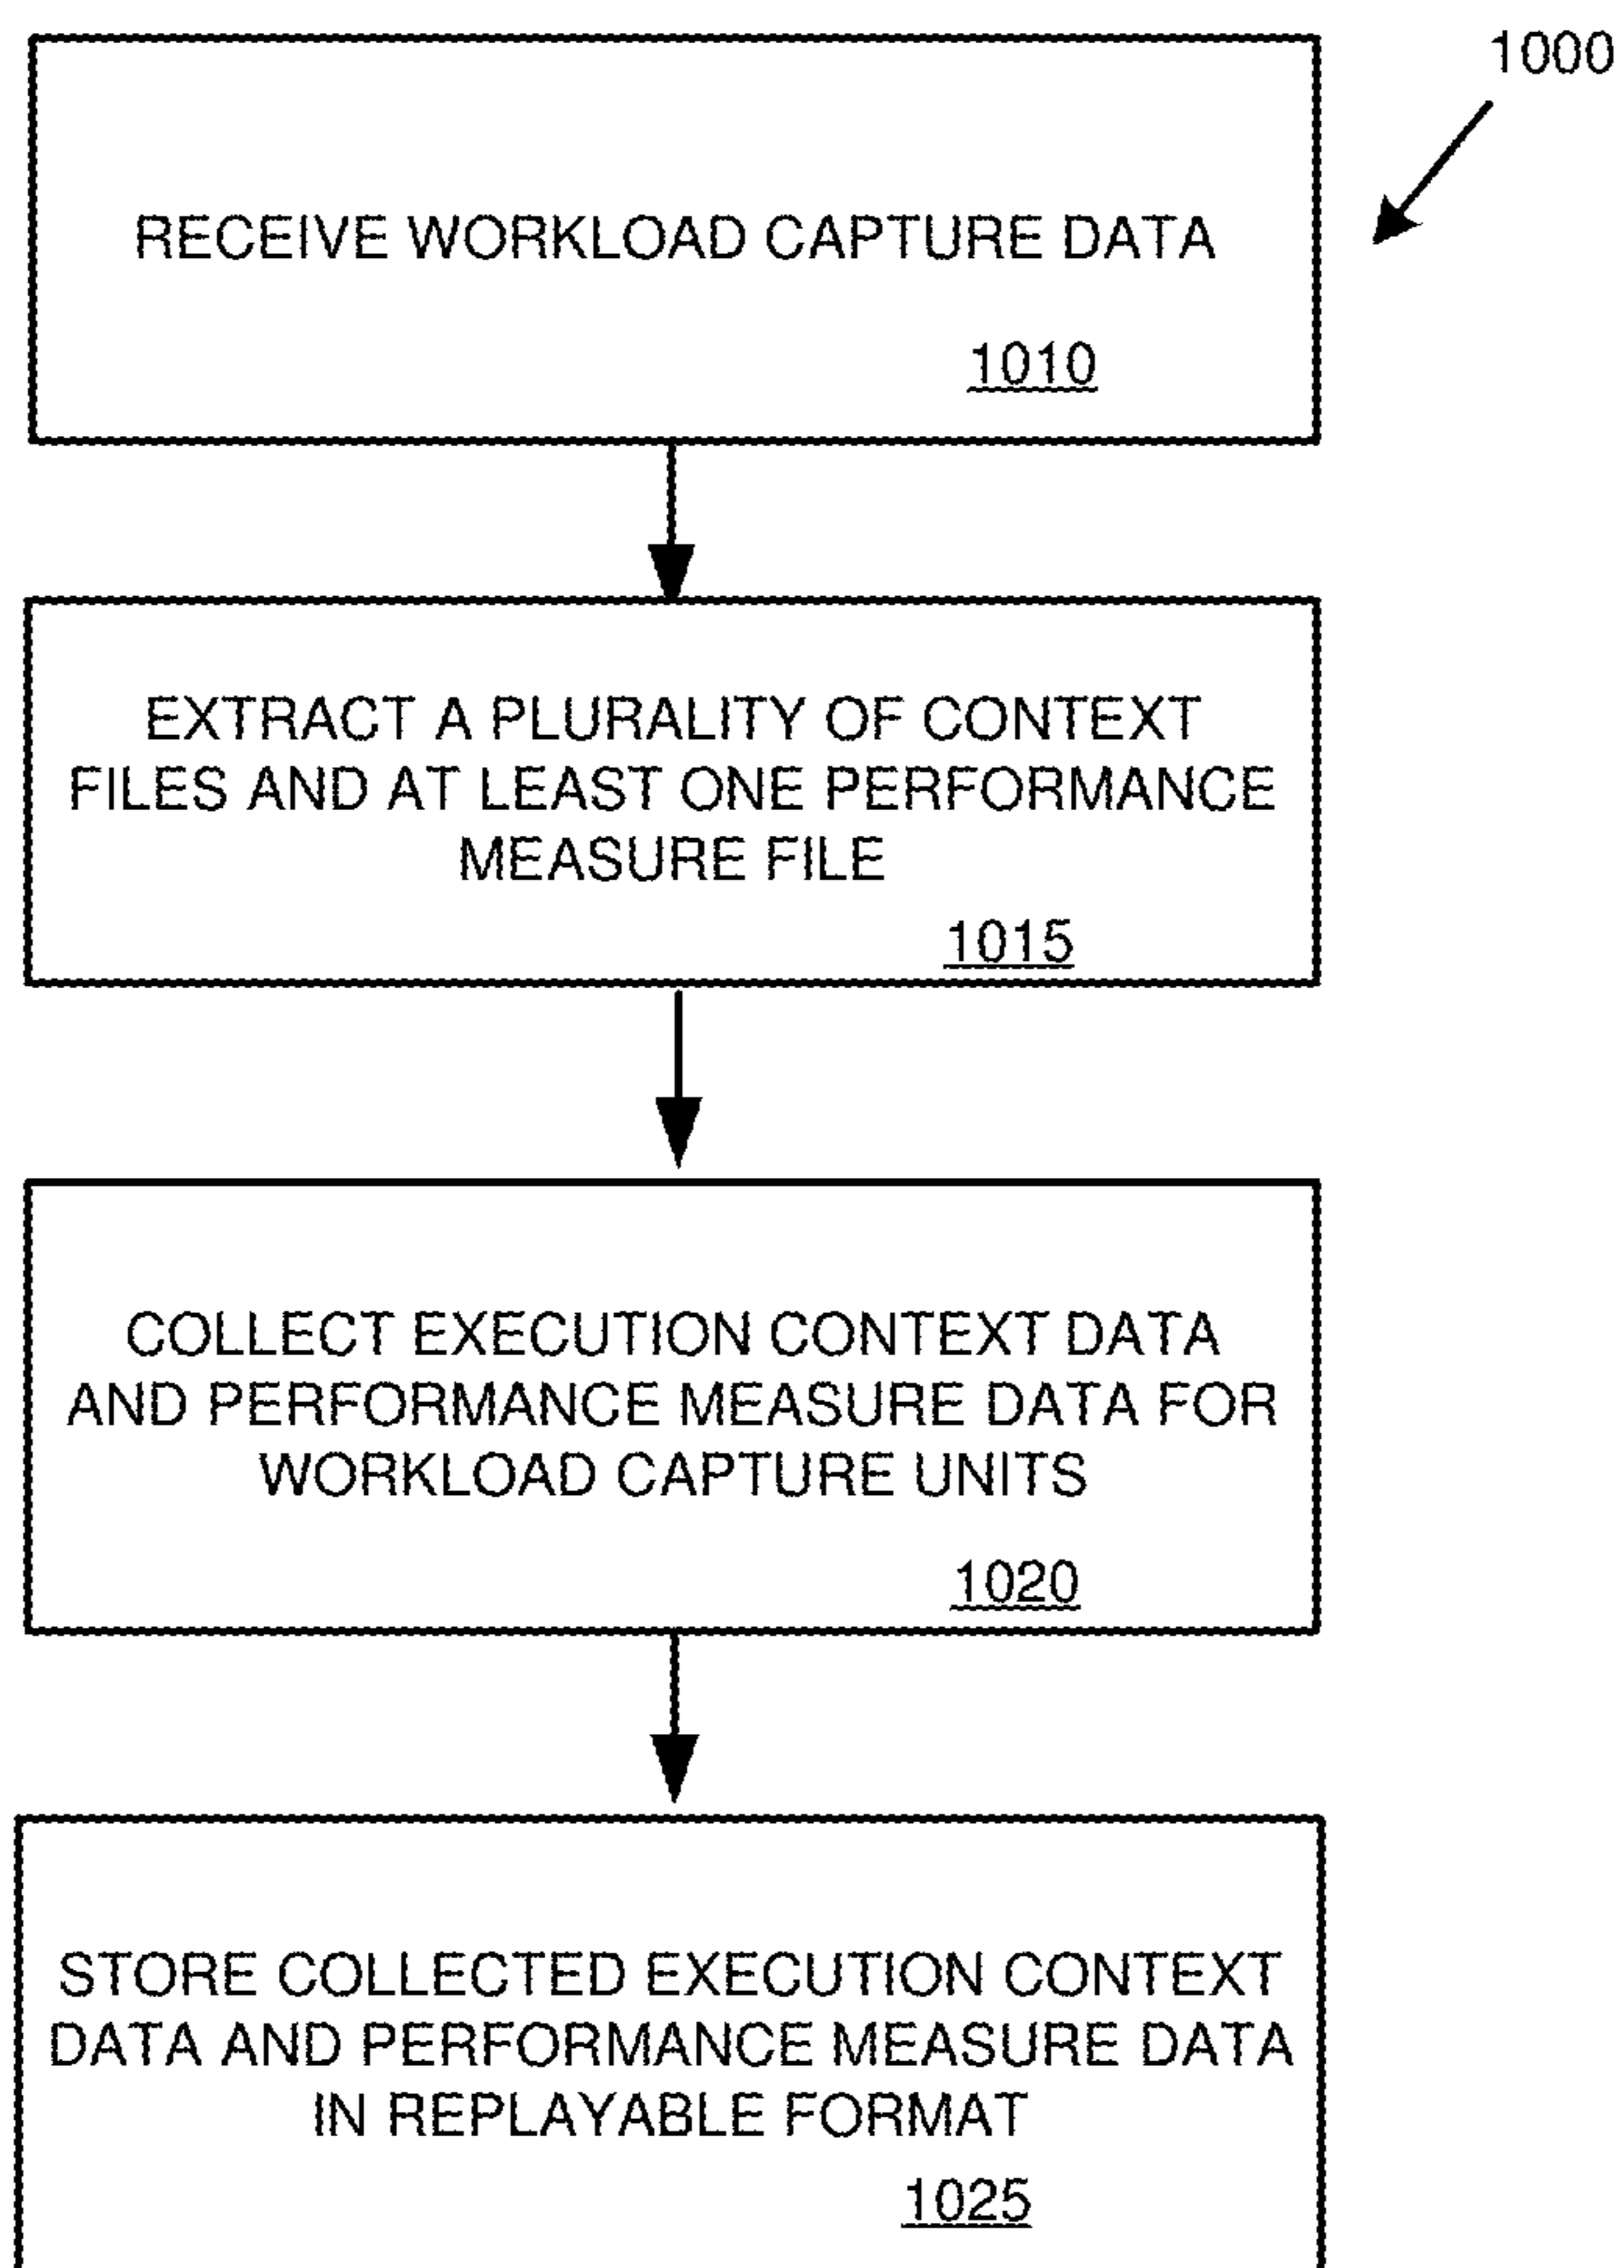 1000
RECEIVE WORKLOAD CAPTURE DATA
1010
EXTRACT A PLURALITY OF CONTEXT
FILES AND AT LEAST ONE PERFORMANCE
MEASURE FILE
1015
COLLECT EXECUTION CONTEXT DATA
AND PERFORMANCE MEASURE DATA FOR
WORKLOAD CAPTURE UNITS
1020
STORE COLLECTED EXECUTION CONTEXT
DATA AND PERFORMANCE MEASURE DATA
IN REPLAYABLE FORMAT
1025